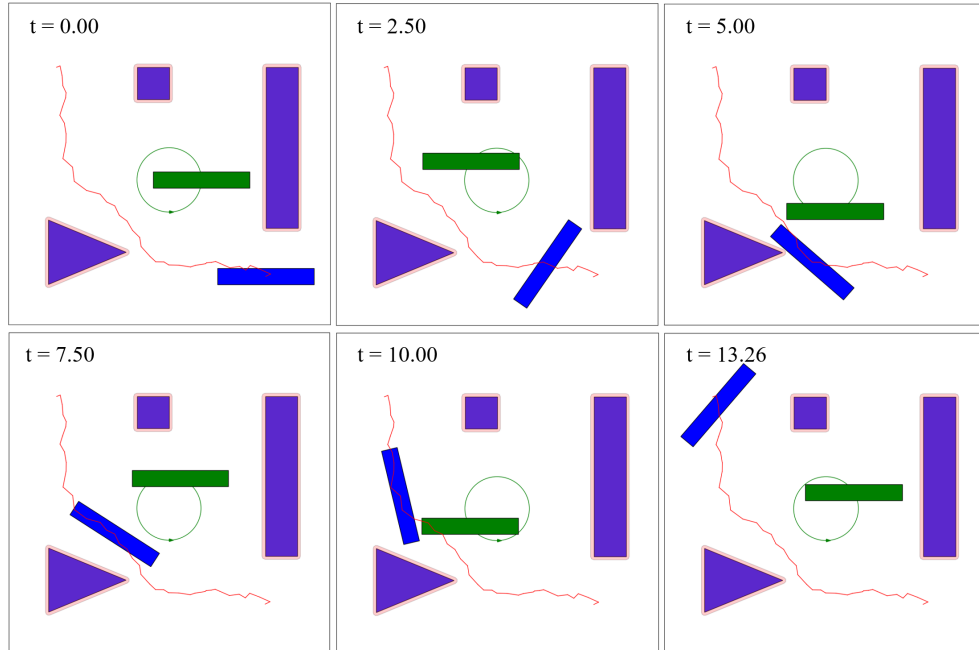 t = 0.00
t = 2.50
t = 5.00
t = 7.50
t = 10.00
t = 13.26